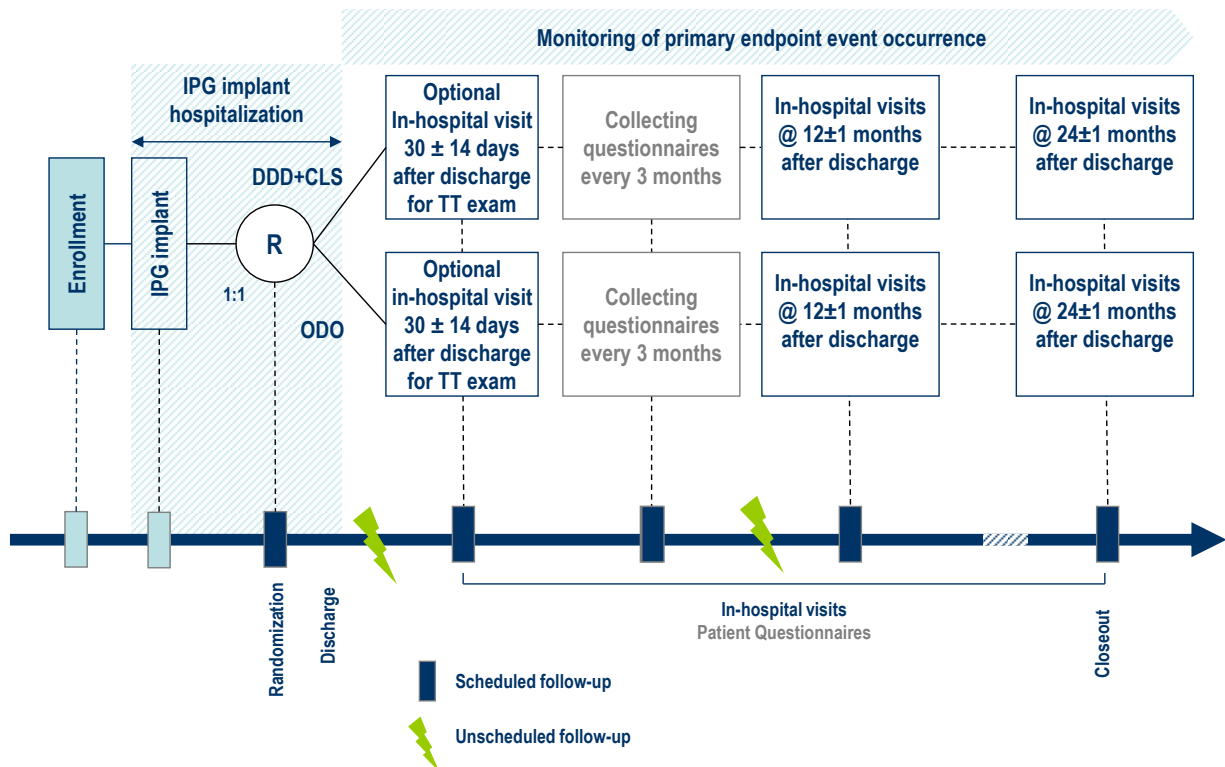 Monitoring of primary endpoint event occurrence
IPG implant
hospitalization
Enrollment
IPG implant
R
1:1
DDD+CLS
ODO
Optional
In-hospital visit
30 ± 14 days
after discharge
for TT exam
Collecting
questionnaires
every 3 months
In-hospital visits
@ 12±1 months
after discharge
In-hospital visits
@ 24±1 months
after discharge
Optional
in-hospital visit
30 ± 14 days
after discharge
for TT exam
Collecting
questionnaires
every 3 months
In-hospital visits
@ 12±1 months
after discharge
In-hospital visits
@ 24±1 months
after discharge
Randomization
Discharge
In-hospital visits
Patient Questionnaires
Closeout
Scheduled follow-up
Unscheduled follow-up